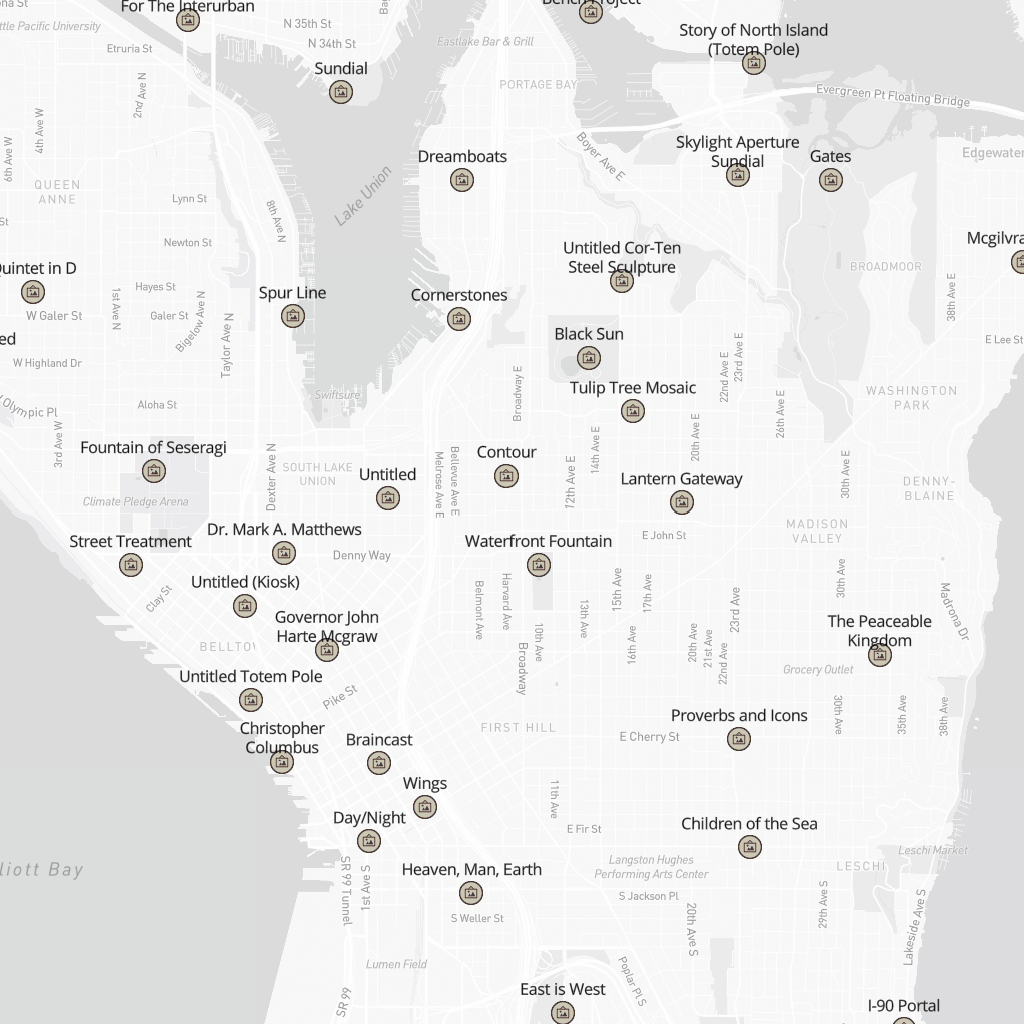 For The Interurban
Bench Project
N 35th St
N 34th St
Etruria St
Pacific University
Eastlake Bar & Grill
Story of North Island
(Totem Pole)
Sundial
PORTAGE BAY
Evergreen Pt Floating Bridge
2nd Ave N
4th Ave W
6th Ave W
Boyer Ave E
Skylight Aperture
Sundial
Gates
Edgewater
Dreamboats
QUEEN
ANNE
Lynn St
Lake Union
8th Ave N
Newton St
Mcgilvra
Untitled Cor-Ten
Steel Sculpture
BROADMOOR
Quintet in D
Hayes St
Spur Line
Cornerstones
38th Ave E
W Galer St
Galer St
1st Ave N
Bigelow Ave N
Taylor Ave N
Black Sun
E Lee St
W Highland Dr
22nd Ave E
23rd Ave E
Tulip Tree Mosaic
Broadway E
Swiftsure
WASHINGTON
PARK
Aloha St
Olympic Pl
3rd Ave W
26th Ave E
20th Ave E
14th Ave E
Fountain of Seseragi
Contour
Dexter Ave N
SOUTH LAKE
UNION
Melrose Ave E
Bellevue Ave E
12th Ave E
30th Ave E
Untitled
Lantern Gateway
DENNY-
BLAINE
Climate Pledge Arena
MADISON
VALLEY
Street Treatment
Dr. Mark A. Matthews
Waterfront Fountain
E John St
Denny Way
Untitled (Kiosk)
Clay St
Belmont Ave
Harvard Ave
13th Ave
15th Ave
17th Ave
23rd Ave
30th Ave
Madrona Dr
Governor John
Harte Mcgraw
The Peaceable
Kingdom
BELLTO
10th Ave
16th Ave
20th Ave
21st Ave
22nd Ave
Grocery Outlet
Untitled Totem Pole
Broadway
Pike St
30th Ave
35th Ave
38th Ave
Christopher
Columbus
Braincast
FIRST HILL
Proverbs and Icons
E Cherry St
Wings
11th Ave
Day/Night
E Fir St
Children of the Sea
Leschi Market
Heaven, Man, Earth
Langston Hughes
Performing Arts Center
LESCHI
liott Bay
SR 99 Tunnel
1st Ave S
S Jackson Pl
S Weller St
20th Ave S
29th Ave S
Lakeside Ave S
Lumen Field
Poplar Pl S
East is West
SR 99
I-90 Portal